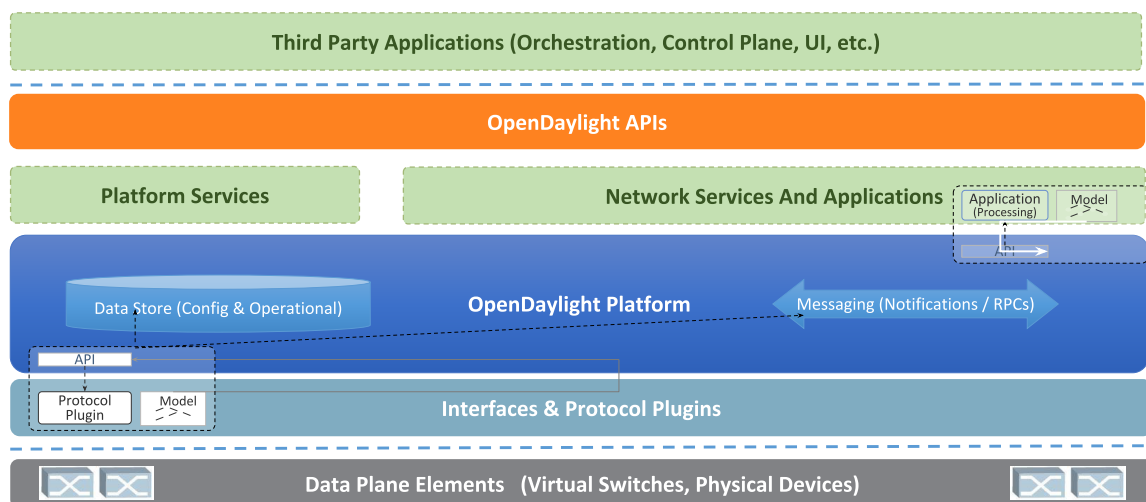 Third Party Applications (Orchestration, Control Plane, UI, etc.)
OpenDaylight APIs
Platform Services
Network Services And Applications
Application
(Processing)
Model
API
OpenDaylight Platform
Data Store (Config & Operational)
Messaging (Notifications / RPCs)
API
Protocol
Plugin
Model
Interfaces & Protocol Plugins
Data Plane Elements (Virtual Switches, Physical Devices)